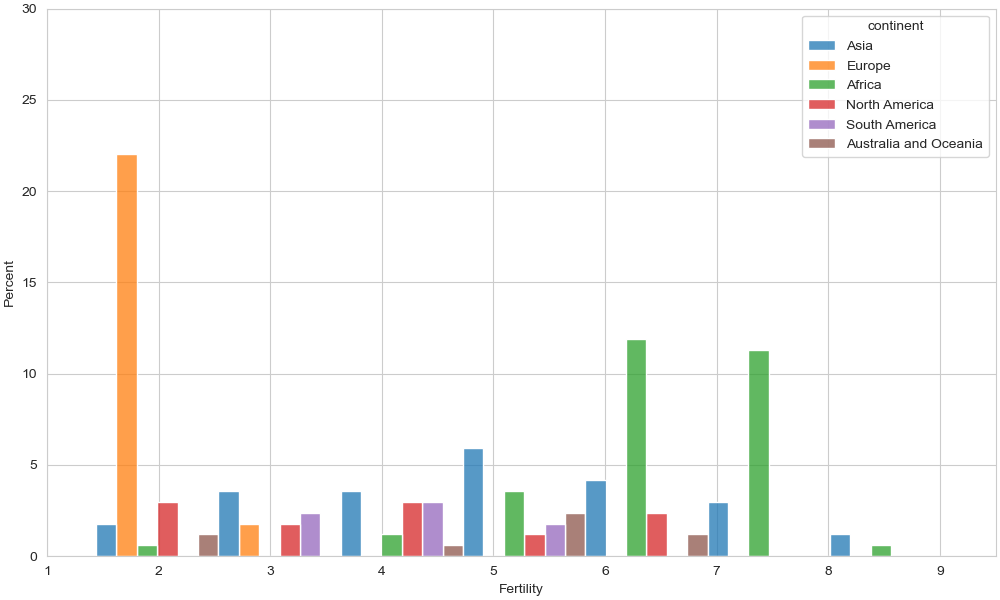 30
25
20
15
10
5
0
Percent
continent
Asia
Europe
Africa
North America
South America
Australia and Oceania
1 2 3 4 5 6 7 8 9
Fertility